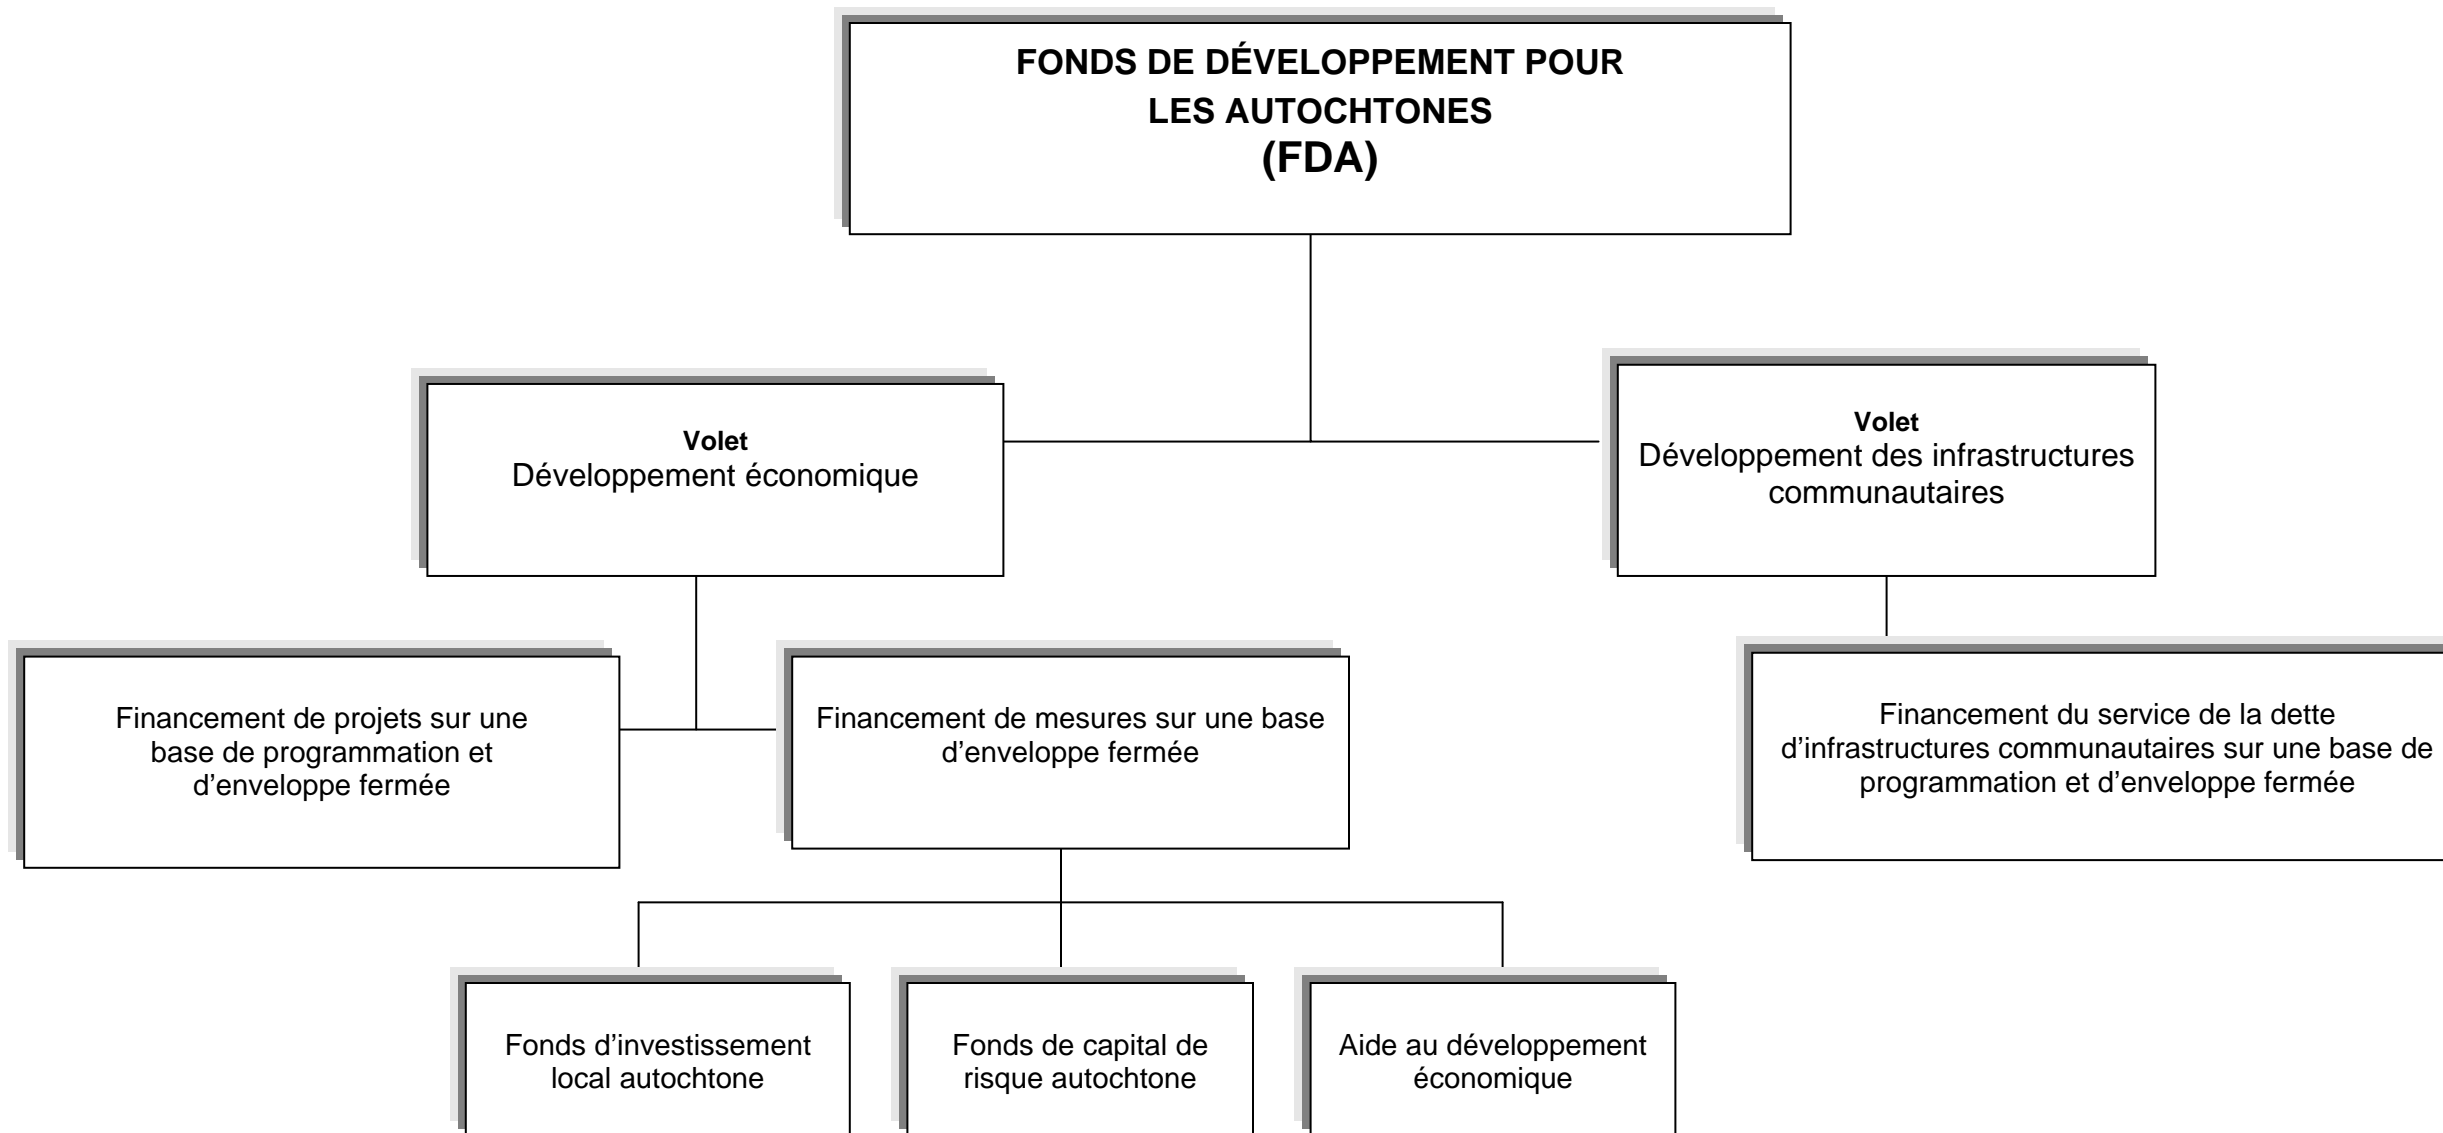 FONDS DE DÉVELOPPEMENT POUR
LES AUTOCHTONES
(FDA)
Volet
Développement économique
Volet
Développement des infrastructures
communautaires
Financement de projets sur une
base de programmation et
d’enveloppe fermée
Financement de mesures sur une base
d’enveloppe fermée
Financement du service de la dette
d’infrastructures communautaires sur une base de
programmation et d’enveloppe fermée
Fonds d’investissement
local autochtone
Fonds de capital de
risque autochtone
Aide au développement
économique